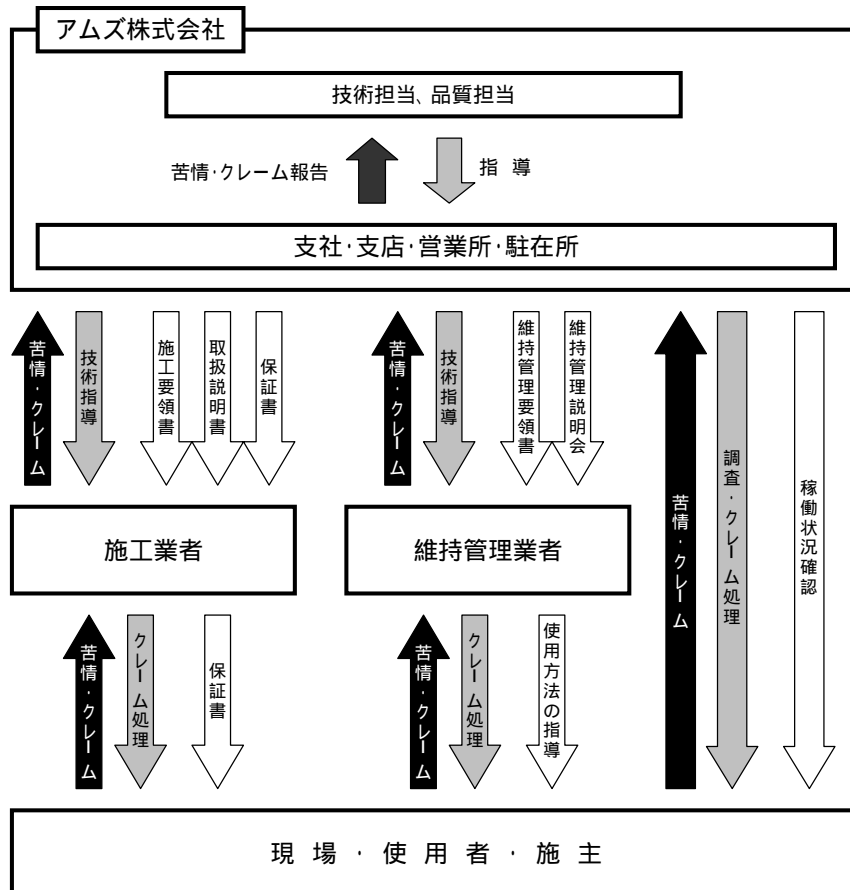 アムズ株式会社
技術担当、品質担当
苦情・クレーム報告
指 導
支社・支店・営業所・駐在所
苦情・クレーム
技術指導
施工要領書
取扱説明書
保証書
苦情・クレーム
技術指導
維持管理要領書
維持管理説明会
苦情・クレーム
調査・クレーム処理
稼働状況確認
施工業者
維持管理業者
苦情・クレーム
クレーム処理
保証書
苦情・クレーム
クレーム処理
使用方法の指導
現 場 ・ 使 用 者 ・ 施 主